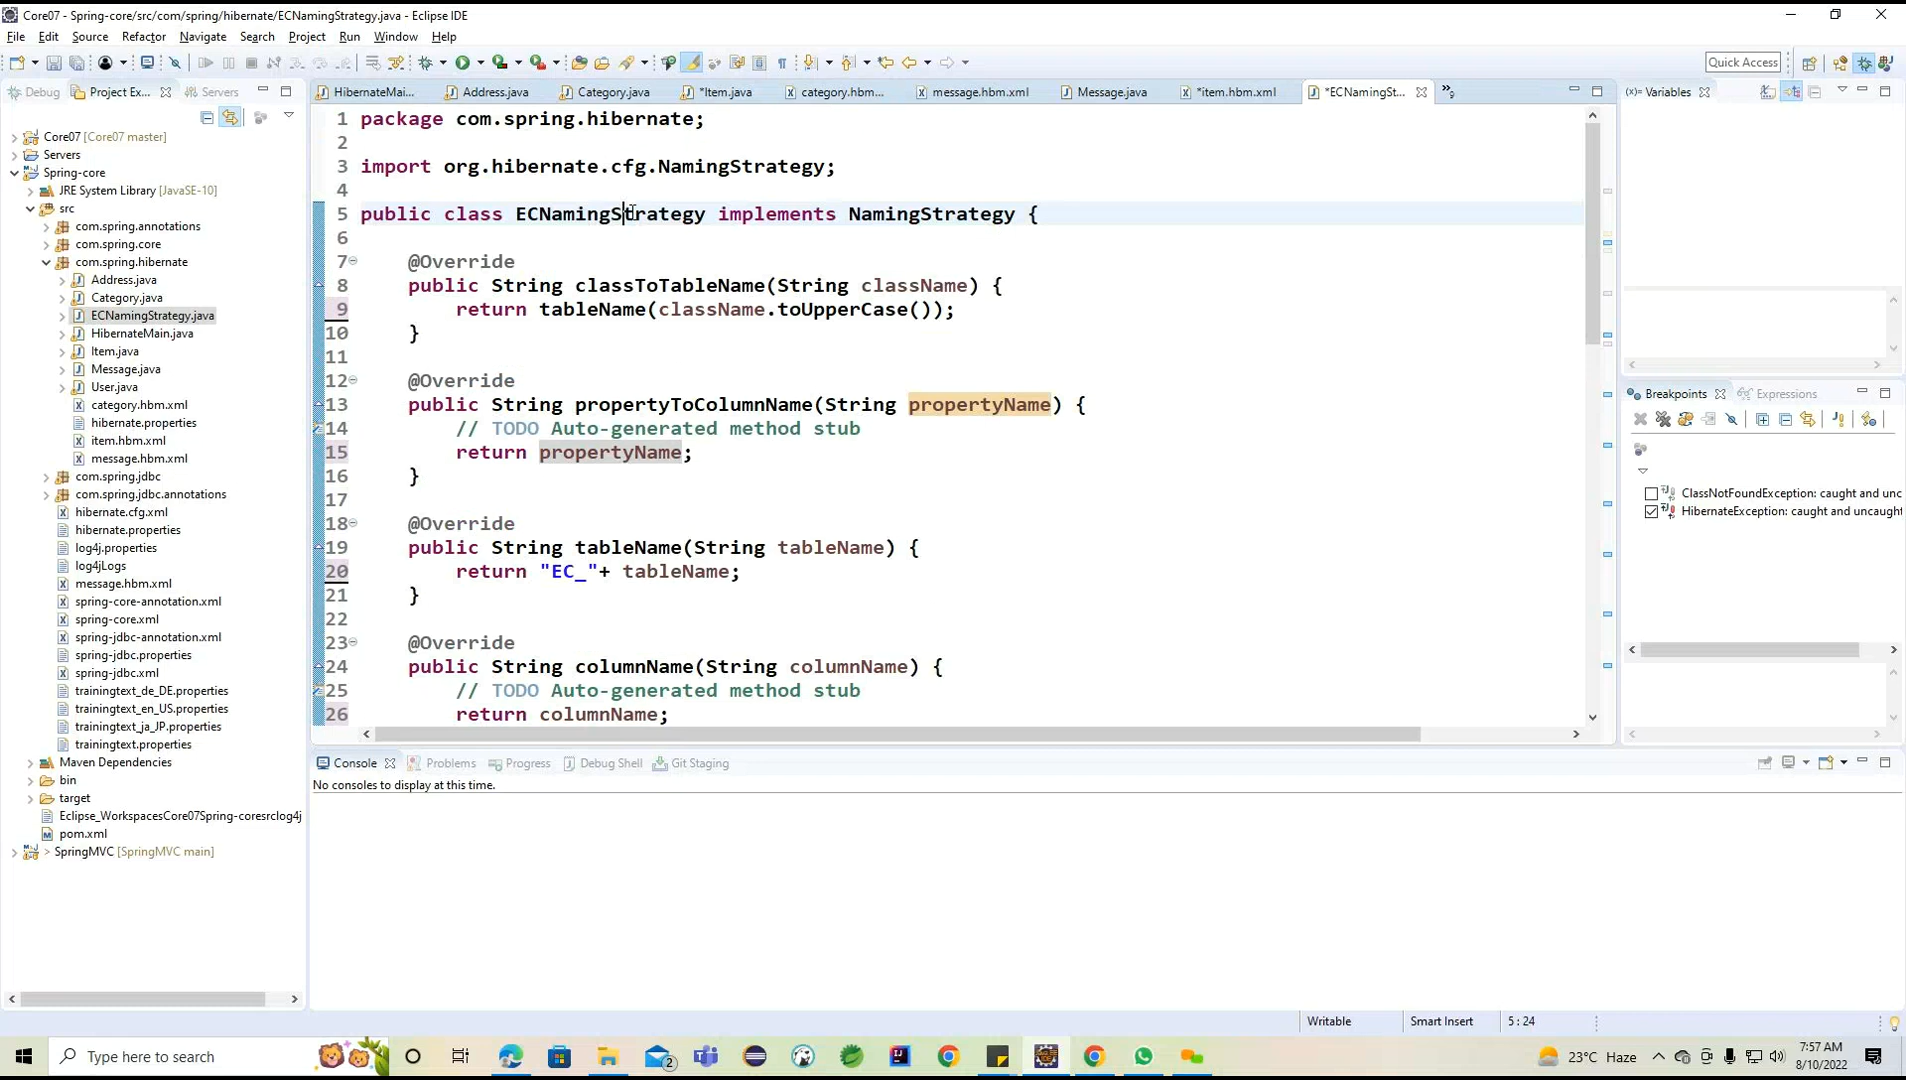 Core07 - Spring-core/src/com/spring/hibernate/ECNamingStrategy.java - Eclipse IDE
File Edit Source Refactor Navigate Search Project Run Window Help
Quick Access
Debug Project Ex... Servers
HibernateMai... Address.java Category.java *Item.java category.hbm... message.hbm.xml Message.java *item.hbm.xml *ECNamingSt... »9
(x)= Variables
Core07 [Core07 master]
Servers
Spring-core
JRE System Library [JavaSE-10]
src
com.spring.annotations
com.spring.core
com.spring.hibernate
Address.java
Category.java
ECNamingStrategy.java
HibernateMain.java
Item.java
Message.java
User.java
category.hbm.xml
hibernate.properties
item.hbm.xml
message.hbm.xml
com.spring.jdbc
com.spring.jdbc.annotations
hibernate.cfg.xml
hibernate.properties
log4j.properties
log4jLogs
message.hbm.xml
spring-core-annotation.xml
spring-core.xml
spring-jdbc-annotation.xml
spring-jdbc.properties
spring-jdbc.xml
trainingtext_de_DE.properties
trainingtext_en_US.properties
trainingtext_ja_JP.properties
trainingtext.properties
Maven Dependencies
bin
target
Eclipse_WorkspacesCore07Spring-coresrclog4j
pom.xml
> SpringMVC [SpringMVC main]
1 package com.spring.hibernate;
2
3 import org.hibernate.cfg.NamingStrategy;
4
5 public class ECNamingStrategy implements NamingStrategy {
6
7 @Override
8 public String classToTableName(String className) {
9 return tableName(className.toUpperCase());
10 }
11
12 @Override
13 public String propertyToColumnName(String propertyName) {
14 // TODO Auto-generated method stub
15 return propertyName;
16 }
17
18 @Override
19 public String tableName(String tableName) {
20 return "EC_"+ tableName;
21 }
22
23 @Override
24 public String columnName(String columnName) {
25 // TODO Auto-generated method stub
26 return columnName;
Breakpoints Expressions
ClassNotFoundException: caught and unc
HibernateException: caught and uncaught
Console Problems Progress Debug Shell Git Staging
No consoles to display at this time.
Writable Smart Insert 5 : 24
Type here to search
2
23°C Haze
7:57 AM
8/10/2022